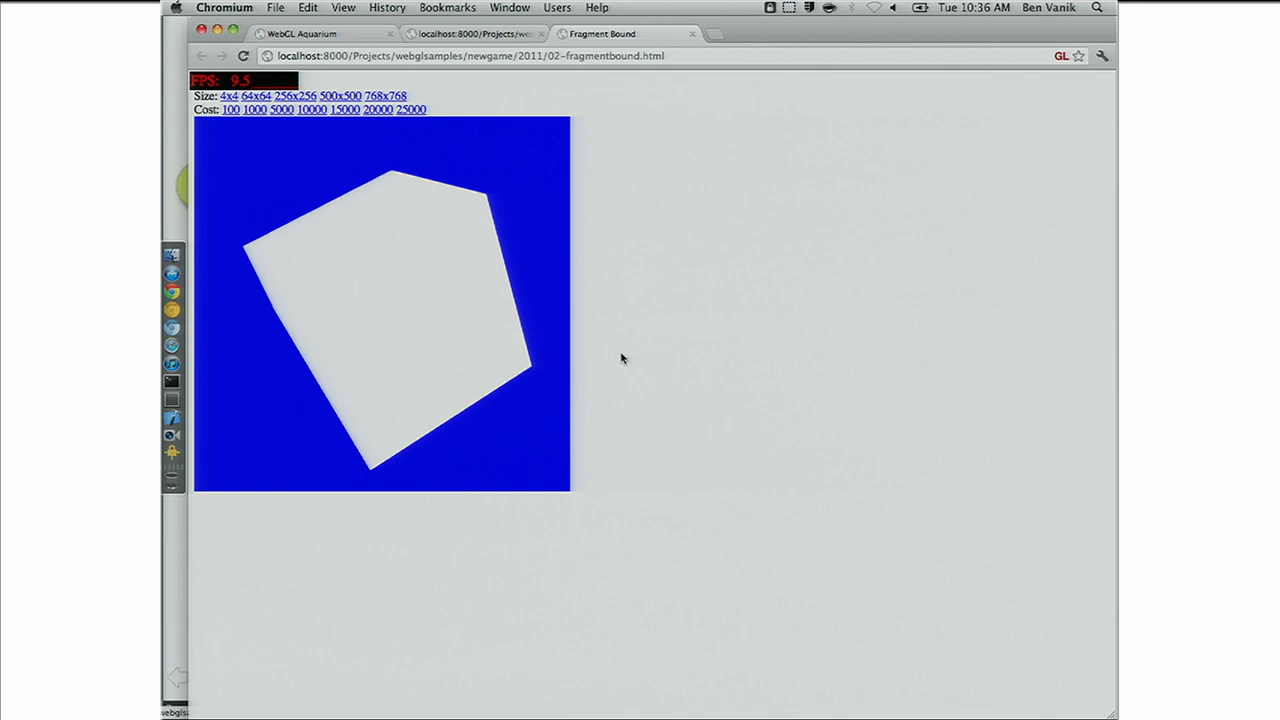 Chromium File Edit View History Bookmarks Window Users Help Tue 10:36 AM Ben Vanik
WebGL Aquarium localhost:8000/Projects/web Fragment Bound
localhost:8000/Projects/webglsamples/newgame/2011/02-fragmentbound.html GL
FPS: 9.5
Size: 4x4 64x64 256x256 500x500 768x768
Cost: 100 1000 5000 10000 15000 20000 25000
webgls